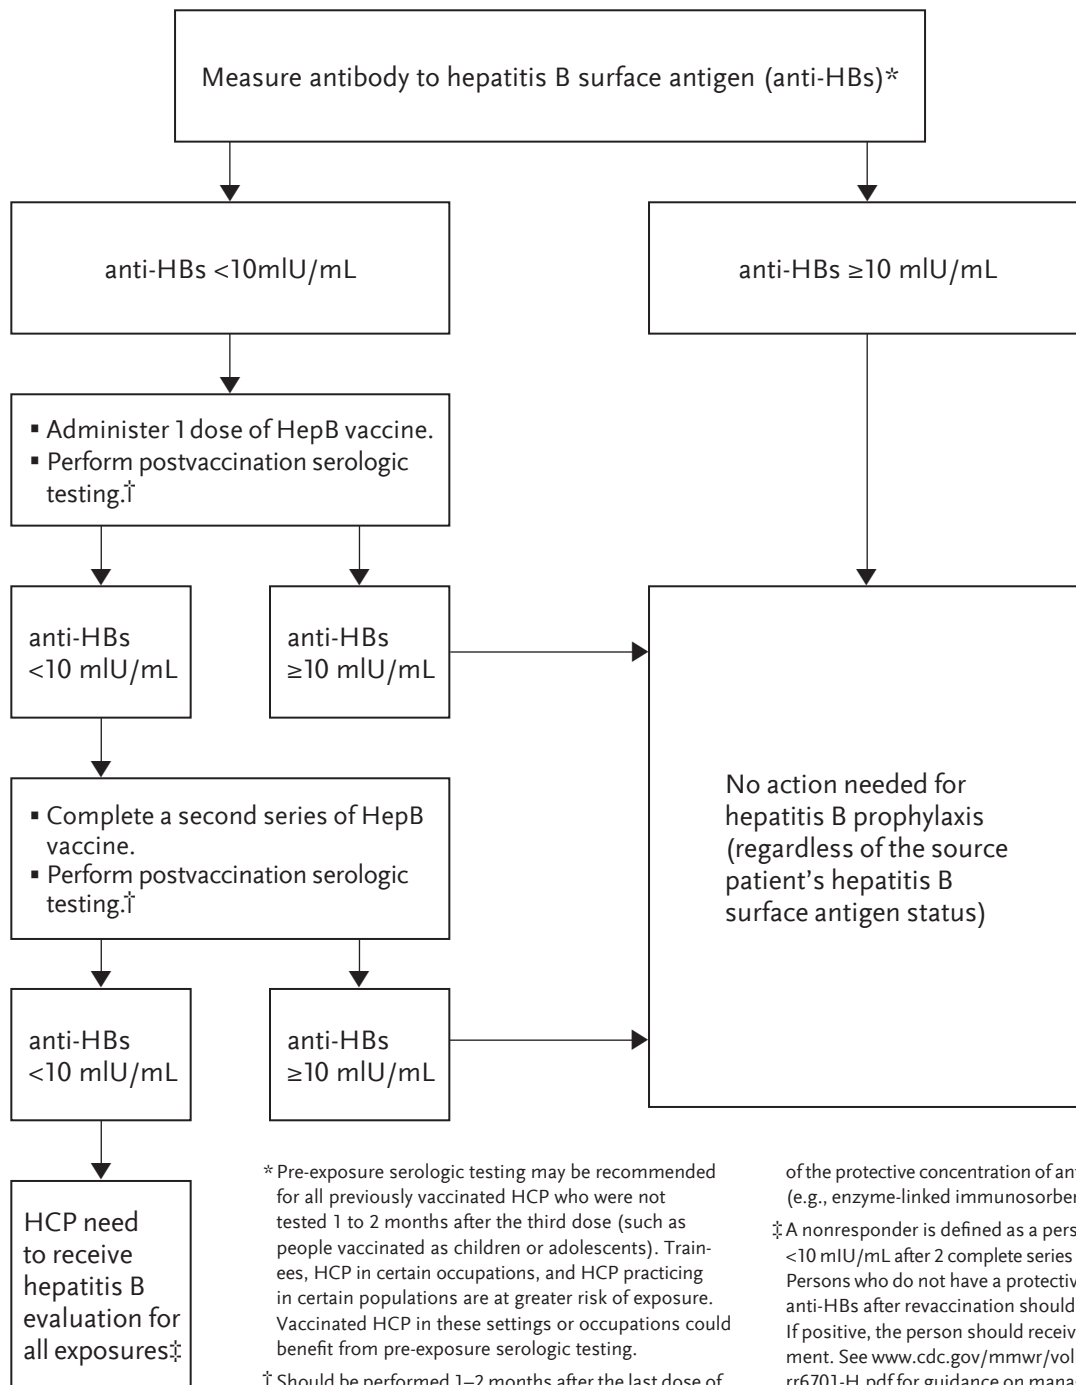 Measure antibody to hepatitis B surface antigen (anti-HBs)*
anti-HBs <10mIU/mL
anti-HBs ≥10 mIU/mL
▪ Administer 1 dose of HepB vaccine.
▪ Perform postvaccination serologic
testing.†
anti-HBs
<10 mIU/mL
anti-HBs
≥10 mIU/mL
▪ Complete a second series of HepB
vaccine.
▪ Perform postvaccination serologic
testing.†
No action needed for
hepatitis B prophylaxis
(regardless of the source
patient’s hepatitis B
surface antigen status)
anti-HBs
<10 mIU/mL
anti-HBs
≥10 mIU/mL
HCP need
to receive
hepatitis B
evaluation for
all exposures‡
* Pre-exposure serologic testing may be recommended
for all previously vaccinated HCP who were not
tested 1 to 2 months after the third dose (such as
people vaccinated as children or adolescents). Train-
ees, HCP in certain occupations, and HCP practicing
in certain populations are at greater risk of exposure.
Vaccinated HCP in these settings or occupations could
benefit from pre-exposure serologic testing.
† Should be performed 1–2 months after the last dose of
of the protective concentration of
(e.g., enzyme-linked
‡ A nonresponder is defined as a
<10 mIU/mL after 2 complete series
Persons who do not have a protective
anti-HBs after revaccination should
If positive, the person should
ment. See www.cdc.gov/mmwr/
rr6701-H.pdf for guidance on